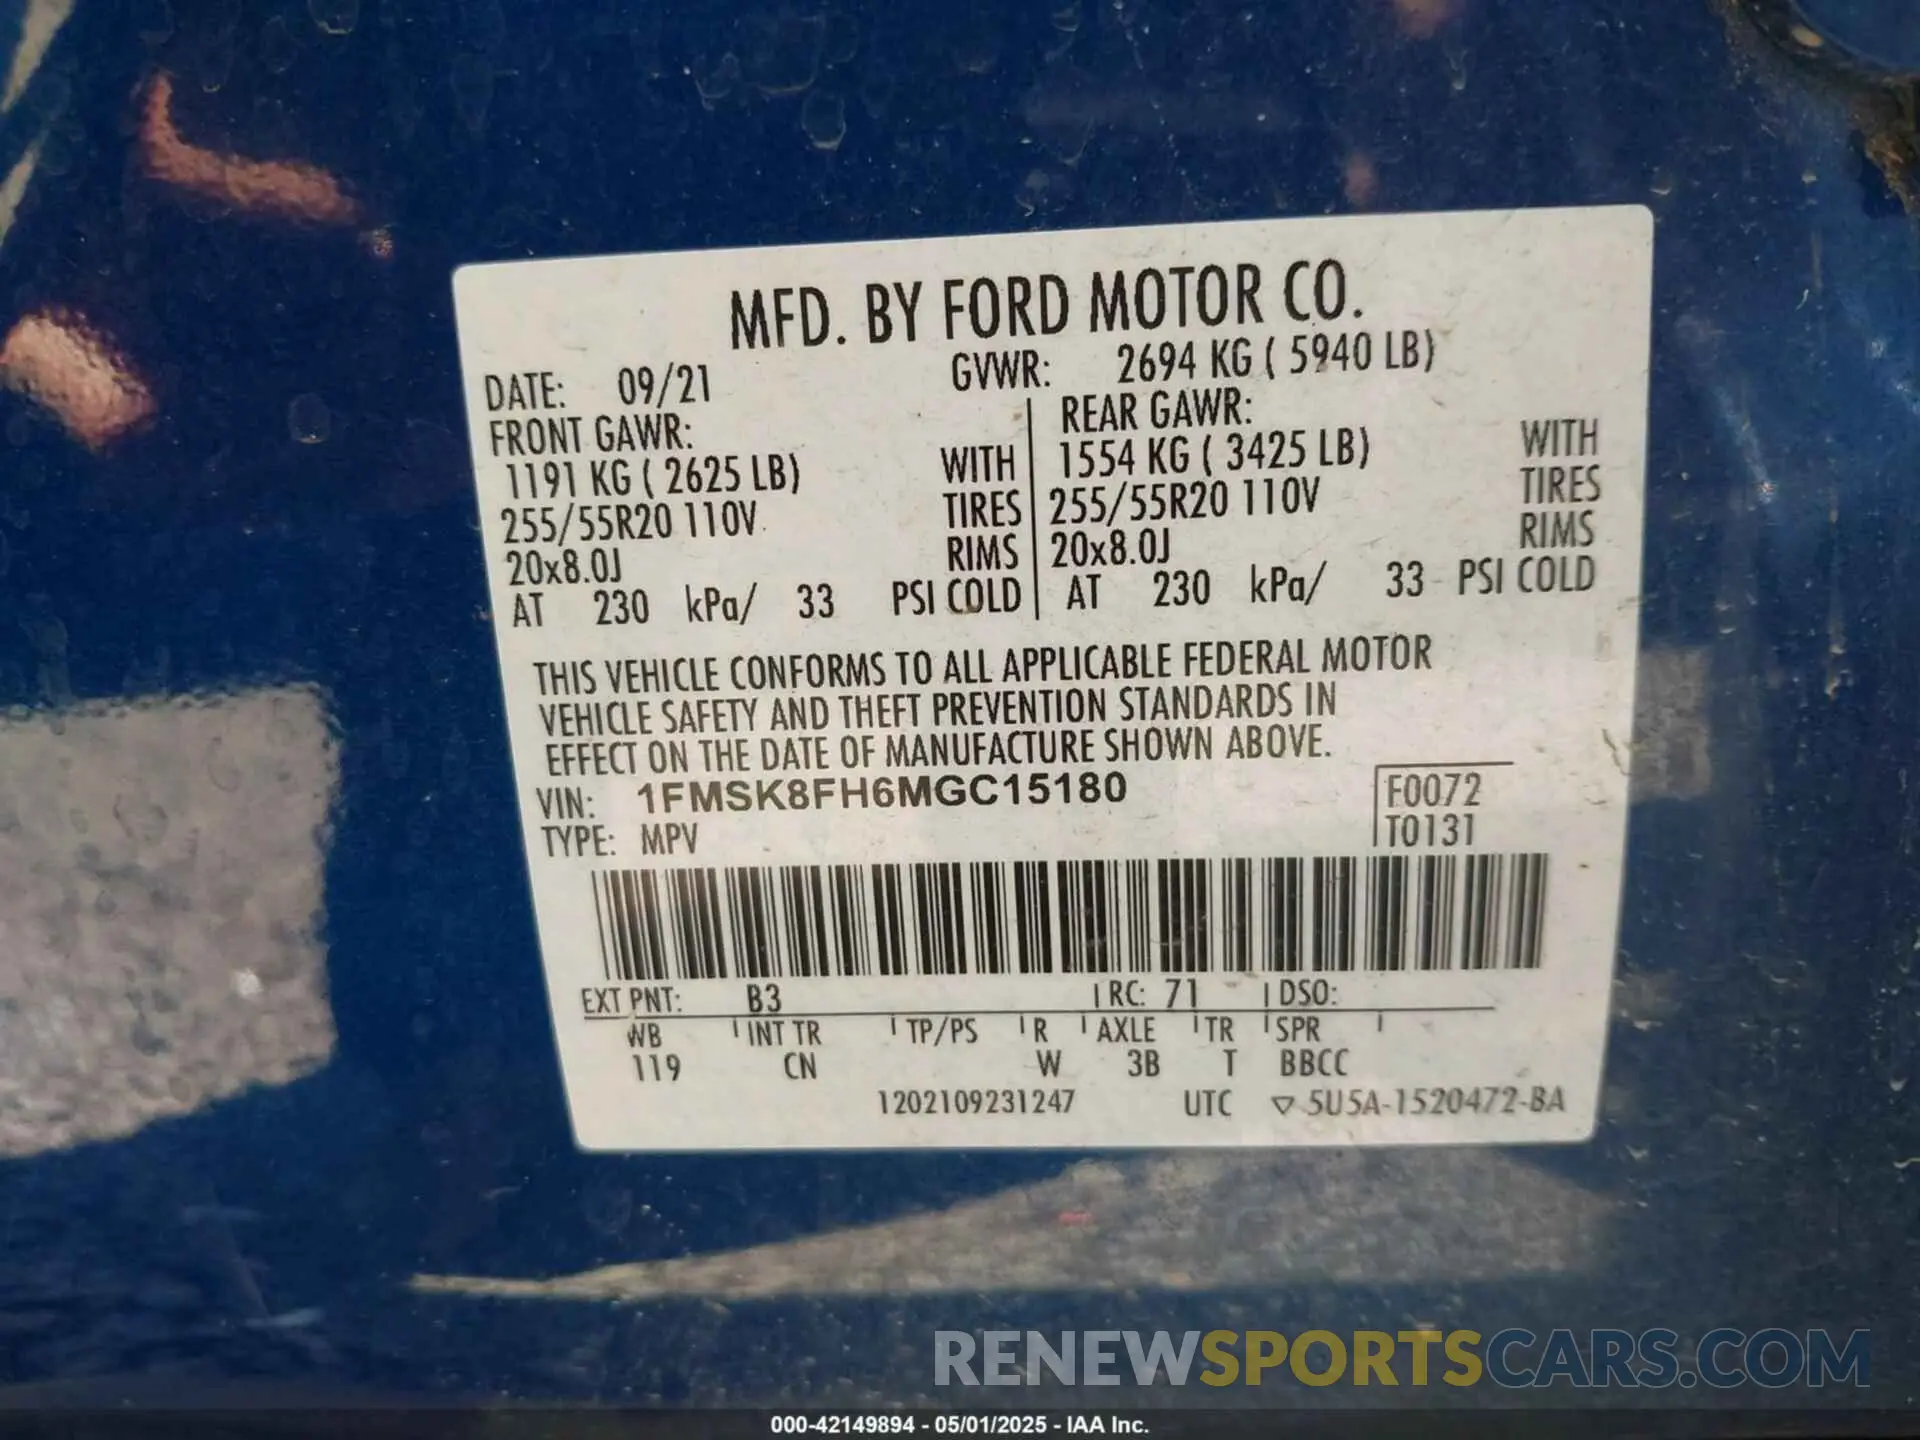 MFD. BY FORD MOTOR CO.
DATE: 09/21 GVWR: 2694 KG ( 5940 LB)
FRONT GAWR: REAR GAWR:
1191 KG ( 2625 LB) WITH 1554 KG ( 3425 LB) WITH
255/55R20 110V TIRES 255/55R20 110V TIRES
20x8.0J RIMS 20x8.0J RIMS
AT 230 kPa/ 33 PSI COLD AT 230 kPa/ 33 PSI COLD
THIS VEHICLE CONFORMS TO ALL APPLICABLE FEDERAL MOTOR
VEHICLE SAFETY AND THEFT PREVENTION STANDARDS IN
EFFECT ON THE DATE OF MANUFACTURE SHOWN ABOVE.
VIN: 1FMSK8FH6MGC15180 F0072
TYPE: MPV T0131
EXT PNT: B3 RC: 71 DSO:
WB INT TR TP/PS R AXLE TR SPR
119 CN W 3B T BBCC
1202109231247 UTC ▽ 5U5A-1520472-BA
RENEWSPORTSCARS.COM
000-42149894 - 05/01/2025 - IAA Inc.